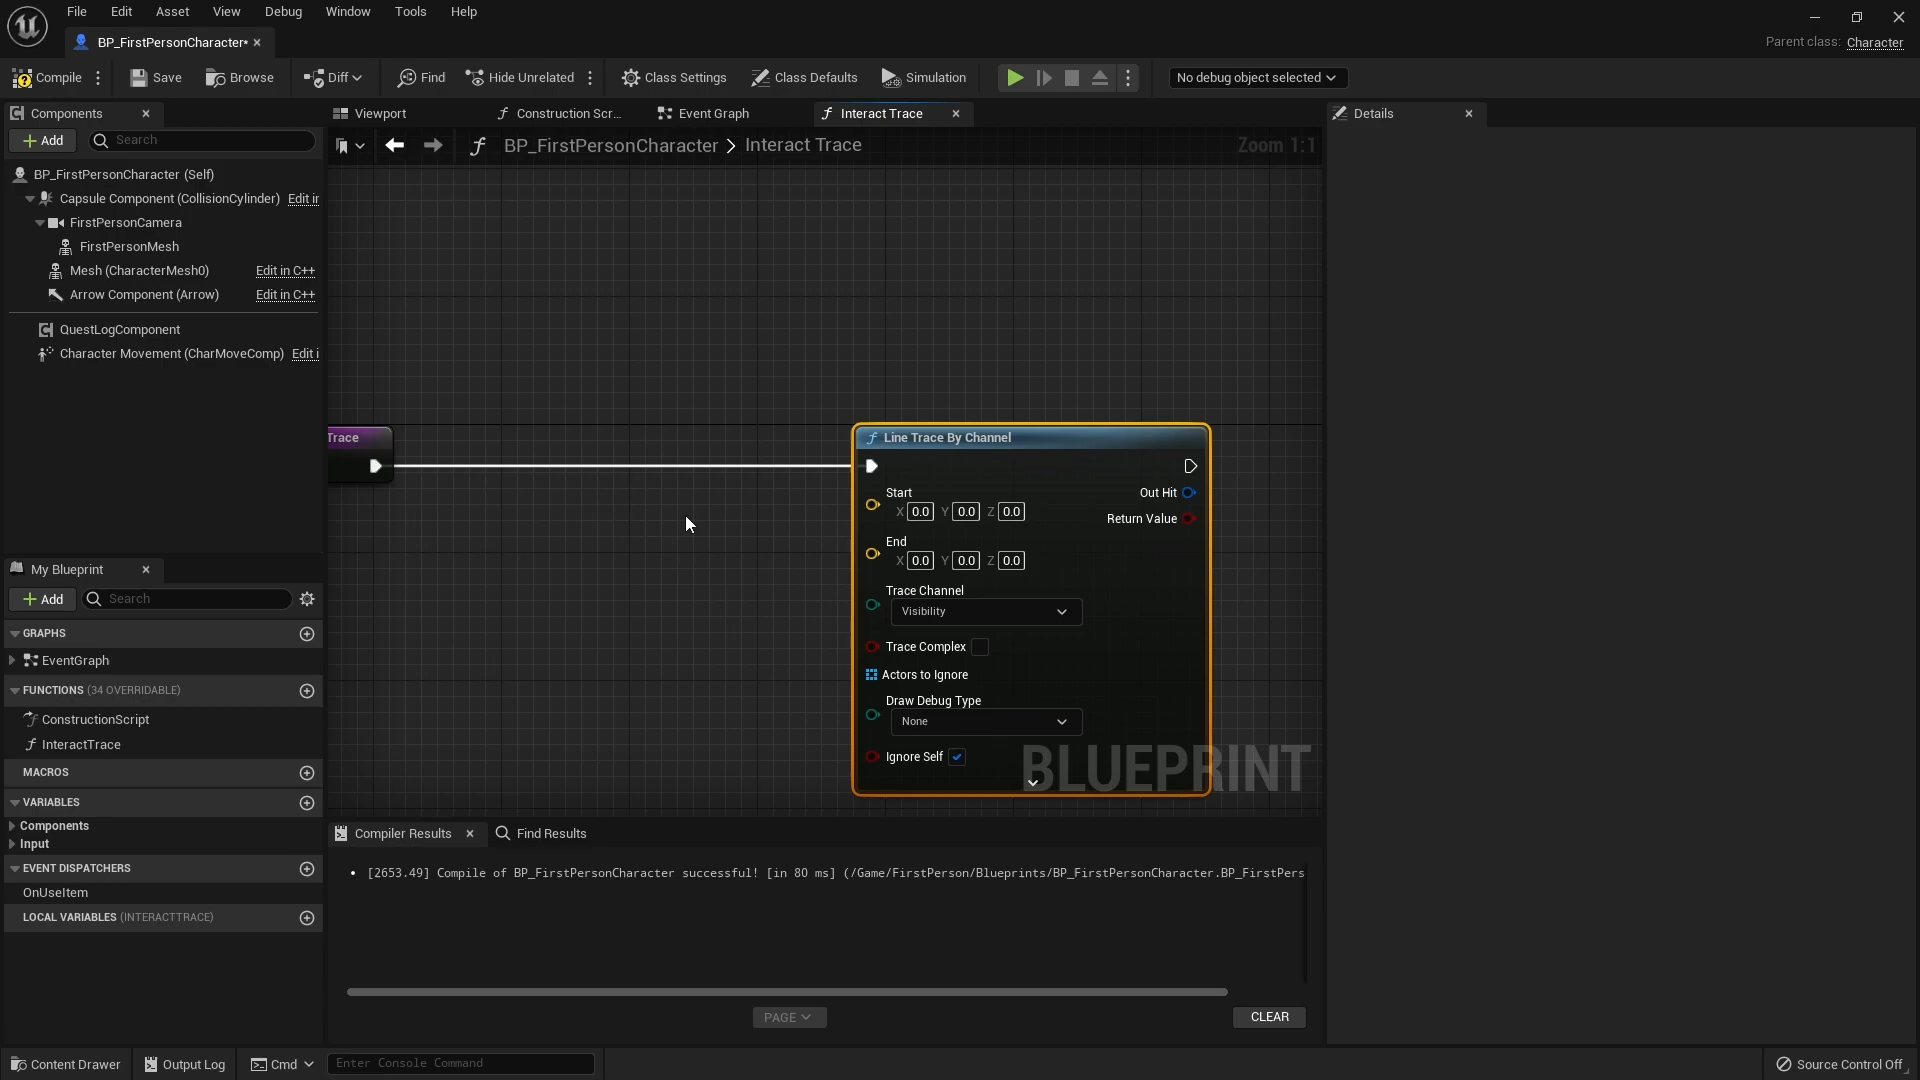 File Edit Asset View Debug Window Tools Help
BP_FirstPersonCharacter*
Parent class: Character
Compile Save Browse Diff Find Hide Unrelated Class Settings Class Defaults Simulation No debug object selected
Components
Viewport Construction Scr... Event Graph Interact Trace
Details
Add Search
BP_FirstPersonCharacter > Interact Trace
Zoom 1:1
BP_FirstPersonCharacter (Self)
Capsule Component (CollisionCylinder) Edit ir
FirstPersonCamera
FirstPersonMesh
Mesh (CharacterMesh0) Edit in C++
Arrow Component (Arrow) Edit in C++
QuestLogComponent
Character Movement (CharMoveComp) Edit i
Trace
Line Trace By Channel
Start
X 0.0 Y 0.0 Z 0.0
Out Hit
Return Value
End
X 0.0 Y 0.0 Z 0.0
Trace Channel
Visibility
Trace Complex
Actors to Ignore
Draw Debug Type
None
Ignore Self
BLUEPRINT
My Blueprint
Add Search
GRAPHS
EventGraph
FUNCTIONS (34 OVERRIDABLE)
ConstructionScript
InteractTrace
MACROS
VARIABLES
Components
Input
EVENT DISPATCHERS
OnUseItem
LOCAL VARIABLES (INTERACTTRACE)
Compiler Results Find Results
[2653.49] Compile of BP_FirstPersonCharacter successful! [in 80 ms] (/Game/FirstPerson/Blueprints/BP_FirstPersonCharacter.BP_FirstPers
PAGE CLEAR
Content Drawer Output Log Cmd Enter Console Command Source Control Off